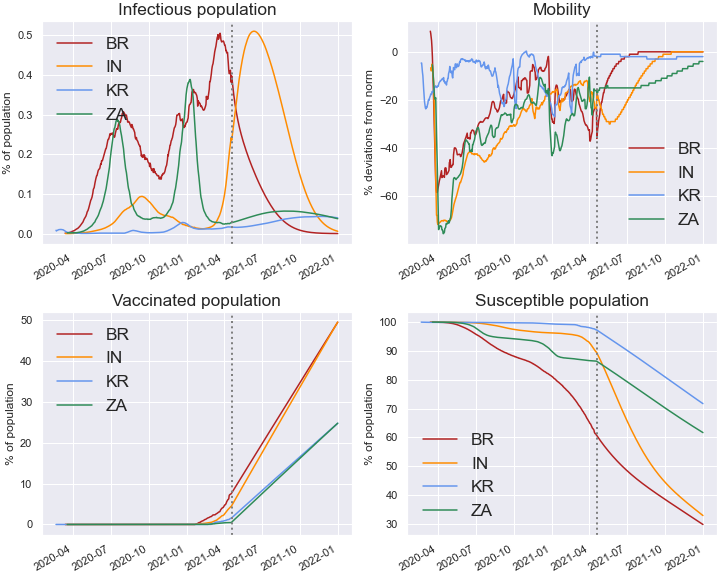 Infectious population
% of population
0.5
0.4
0.3
0.2
0.1
0.0
BR
IN
KR
ZA
2020-04
2020-07
2020-10
2021-01
2021-04
2021-07
2021-10
2022-01
Mobility
% deviations from norm
0
−20
−40
−60
BR
IN
KR
ZA
2020-04
2020-07
2020-10
2021-01
2021-04
2021-07
2021-10
2022-01
Vaccinated population
% of population
50
40
30
20
10
0
BR
IN
KR
ZA
2020-04
2020-07
2020-10
2021-01
2021-04
2021-07
2021-10
2022-01
Susceptible population
% of population
100
90
80
70
60
50
40
30
BR
IN
KR
ZA
2020-04
2020-07
2020-10
2021-01
2021-04
2021-07
2021-10
2022-01